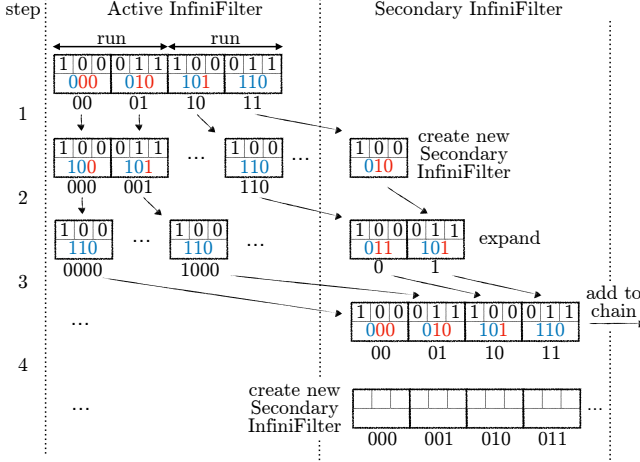 step Active InfiniFilter Secondary InfiniFilter
run run
1 0 0 0 1 1 1 0 0 0 1 1
000 010 101 110
00 01 10 11
1
1 0 0 0 1 1 ... 1 0 0 ... 1 0 0 create new
100 101 110 010 Secondary
000 001 110 InfiniFilter
2
1 0 0 ... 1 0 0 ... 1 0 0 0 1 1 expand
110 110 011 101
0000 1000 0 1
3
add to
1 0 0 0 1 1 1 0 0 0 1 1 chain
... 000 010 101 110
00 01 10 11
4
create new
... Secondary ...
InfiniFilter
000 001 010 011